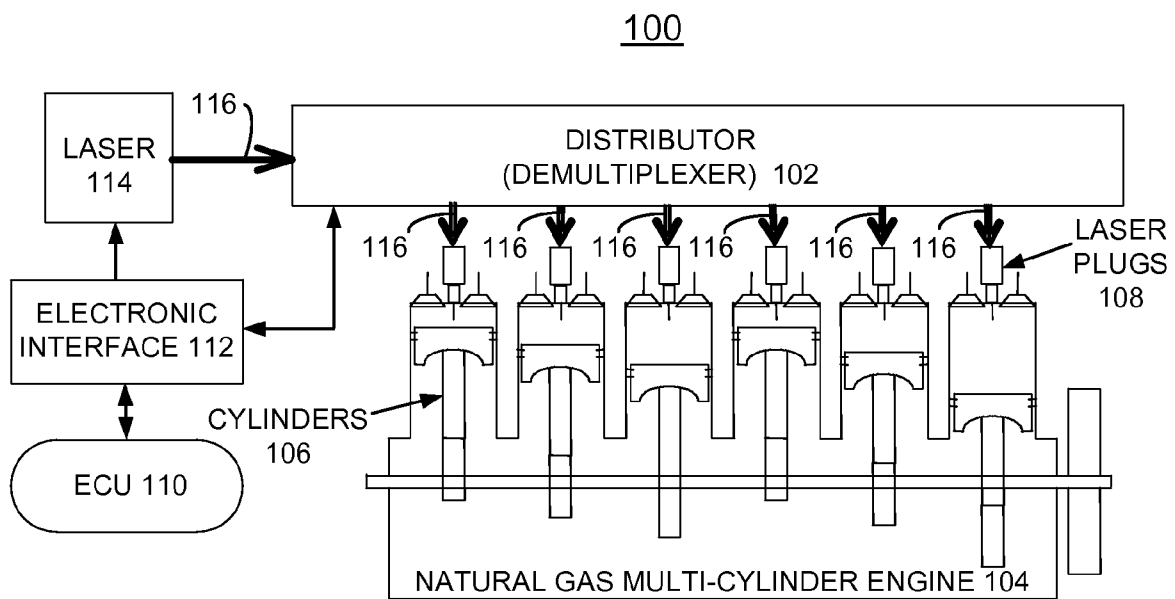 100
116
LASER
114
DISTRIBUTOR
(DEMULTIPLEXER) 102
116
116
116
116
116
116
LASER
PLUGS
108
ELECTRONIC
INTERFACE 112
CYLINDERS
106
ECU 110
NATURAL GAS MULTI-CYLINDER ENGINE 104